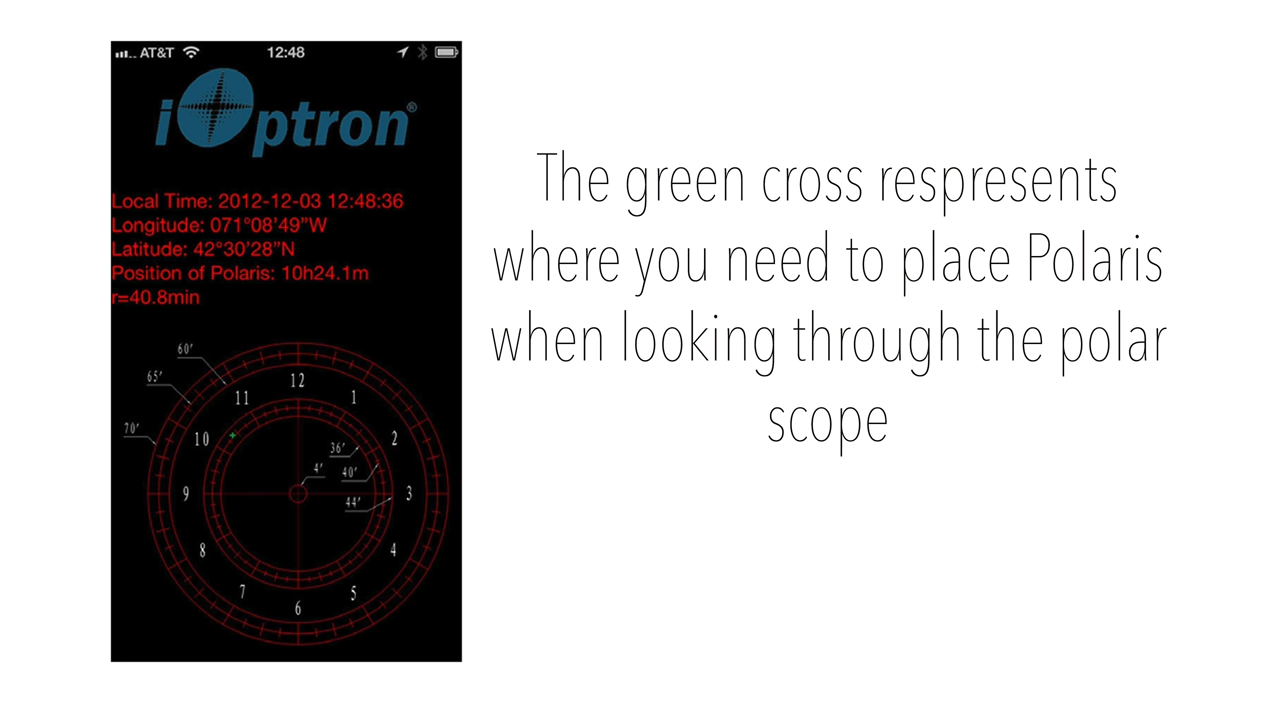 AT&T 12:48
iOptron®
Local Time: 2012-12-03 12:48:36
Longitude: 071°08'49"W
Latitude: 42°30'28"N
Position of Polaris: 10h24.1m
r=40.8min
The green cross respresents
where you need to place Polaris
when looking through the polar
scope
60'
65'
70'
12
11
1
10
2
9
3
8
4
7
5
6
36'
4'
40'
44'